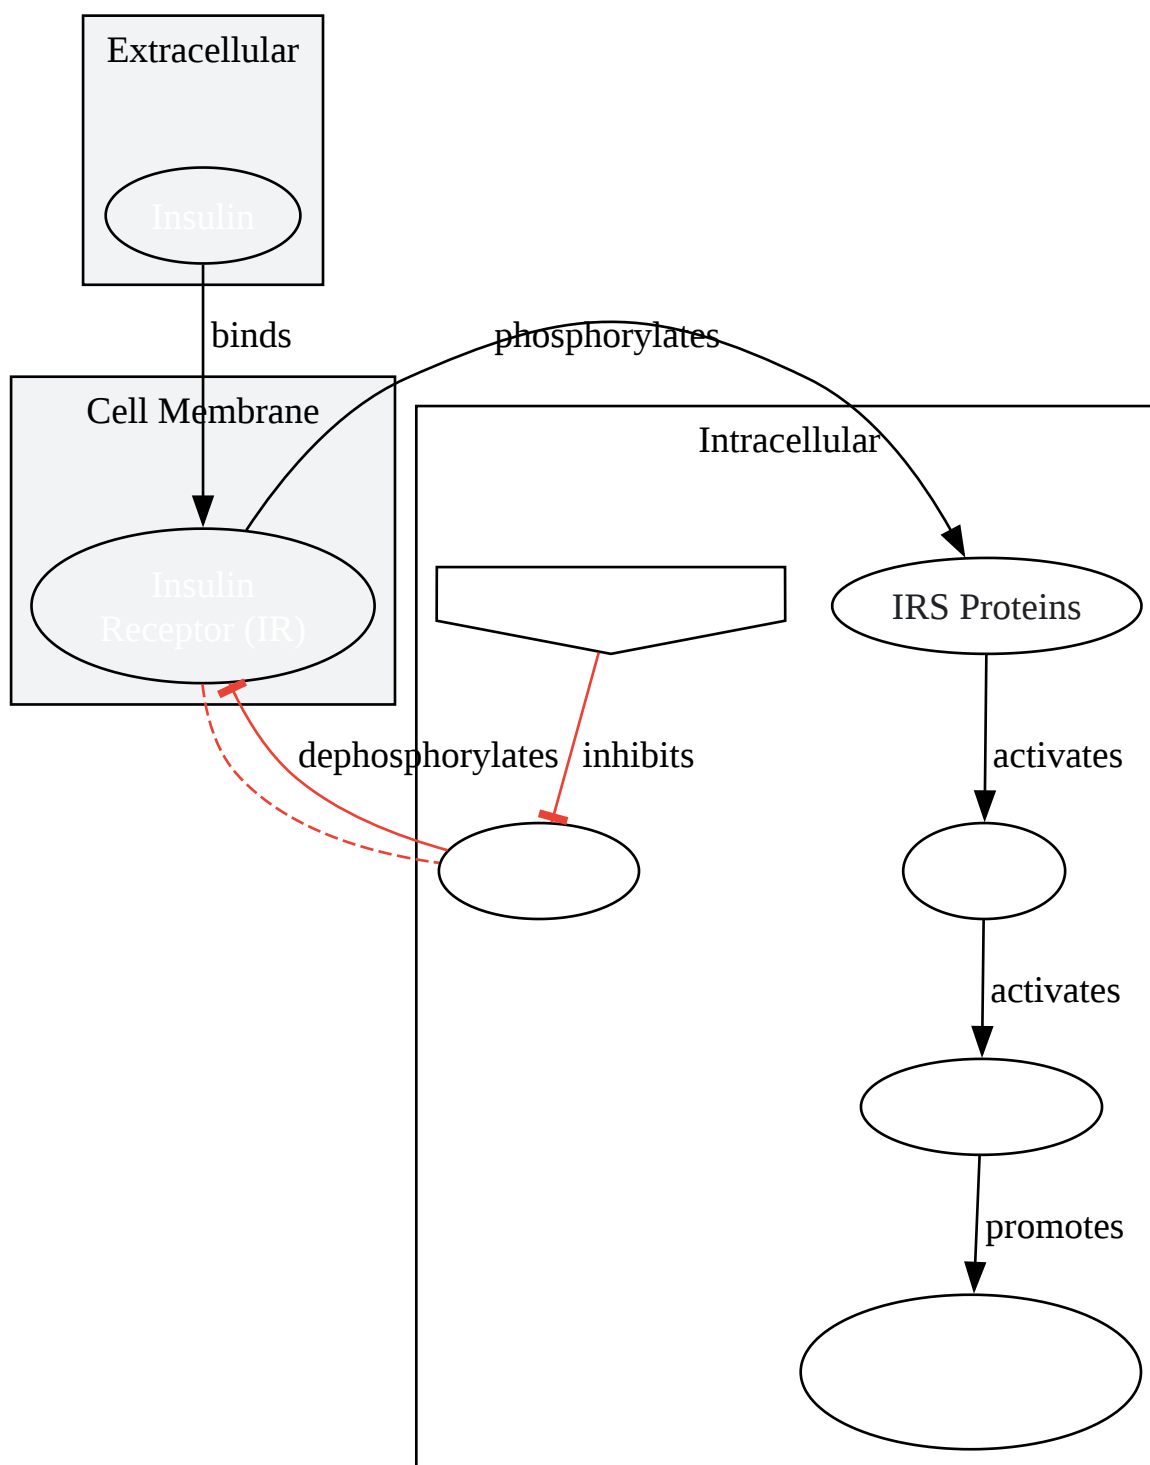 Extracellular
Insulin
binds
phosphorylates
Cell Membrane
Intracellular
Insulin
Receptor (IR)
IRS Proteins
dephosphorylates
inhibits
activates
activates
promotes